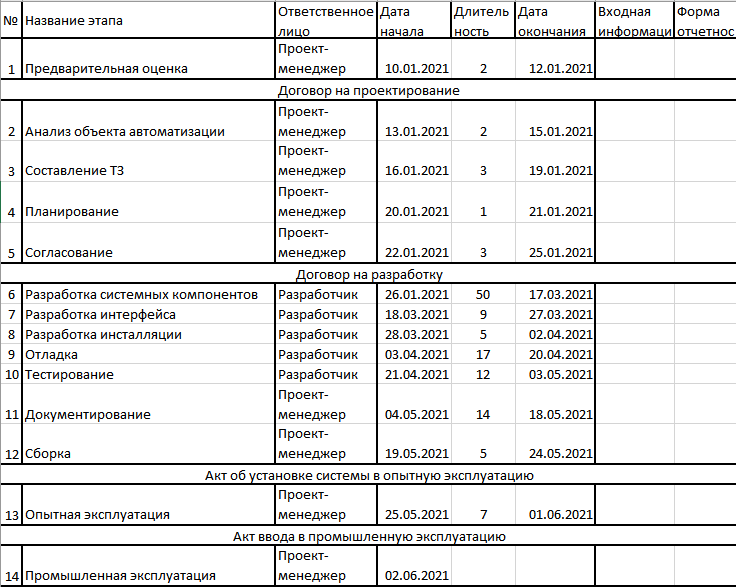 № Название этапа Ответственное лицо Дата начала Длитель ность Дата окончания Входная информаци Форма отчетнос
1 Предварительная оценка Проект-менеджер 10.01.2021 2 12.01.2021
Договор на проектирование
2 Анализ объекта автоматизации Проект-менеджер 13.01.2021 2 15.01.2021
3 Составление ТЗ Проект-менеджер 16.01.2021 3 19.01.2021
4 Планирование Проект-менеджер 20.01.2021 1 21.01.2021
5 Согласование Проект-менеджер 22.01.2021 3 25.01.2021
Договор на разработку
6 Разработка системных компонентов Разработчик 26.01.2021 50 17.03.2021
7 Разработка интерфейса Разработчик 18.03.2021 9 27.03.2021
8 Разработка инсталляции Разработчик 28.03.2021 5 02.04.2021
9 Отладка Разработчик 03.04.2021 17 20.04.2021
10 Тестирование Разработчик 21.04.2021 12 03.05.2021
11 Документирование Проект-менеджер 04.05.2021 14 18.05.2021
12 Сборка Проект-менеджер 19.05.2021 5 24.05.2021
Акт об установке системы в опытную эксплуатацию
13 Опытная эксплуатация Проект-менеджер 25.05.2021 7 01.06.2021
Акт ввода в промышленную эксплуатацию
14 Промышленная эксплуатация Проект-менеджер 02.06.2021